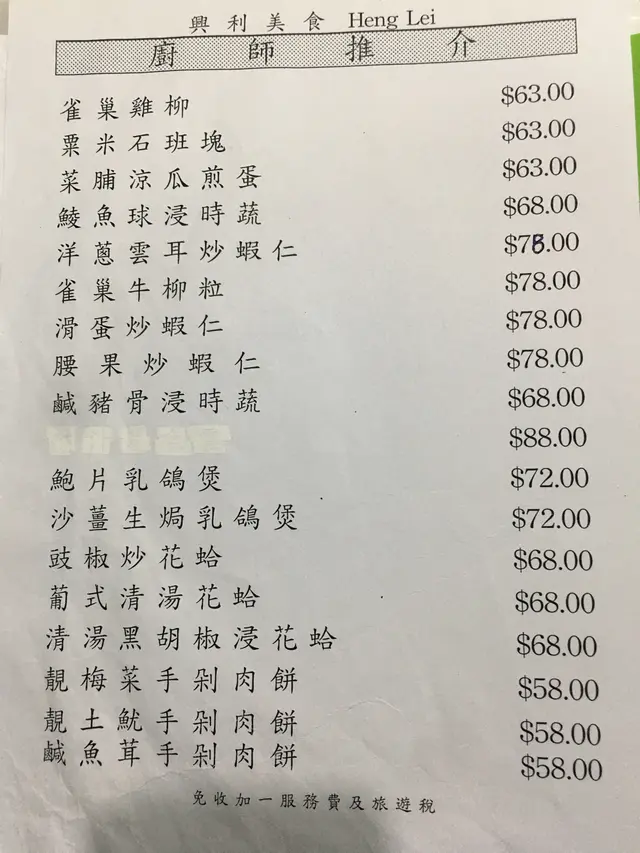 興利美食 Heng Lei
廚師推介
雀巢雞柳 $63.00
粟米石班塊 $63.00
菜脯涼瓜煎蛋 $63.00
鯪魚球浸時蔬 $68.00
洋蔥雲耳炒蝦仁 $78.00
雀巢牛柳粒 $78.00
滑蛋炒蝦仁 $78.00
腰果炒蝦仁 $78.00
鹹豬骨浸時蔬 $68.00
$88.00
鮑片乳鴿煲 $72.00
沙薑生焗乳鴿煲 $72.00
豉椒炒花蛤 $68.00
葡式清湯花蛤 $68.00
清湯黑胡椒浸花蛤 $68.00
靚梅菜手剁肉餅 $58.00
靚土魷手剁肉餅 $58.00
鹹魚茸手剁肉餅 $58.00
免收加一服務費及旅遊稅